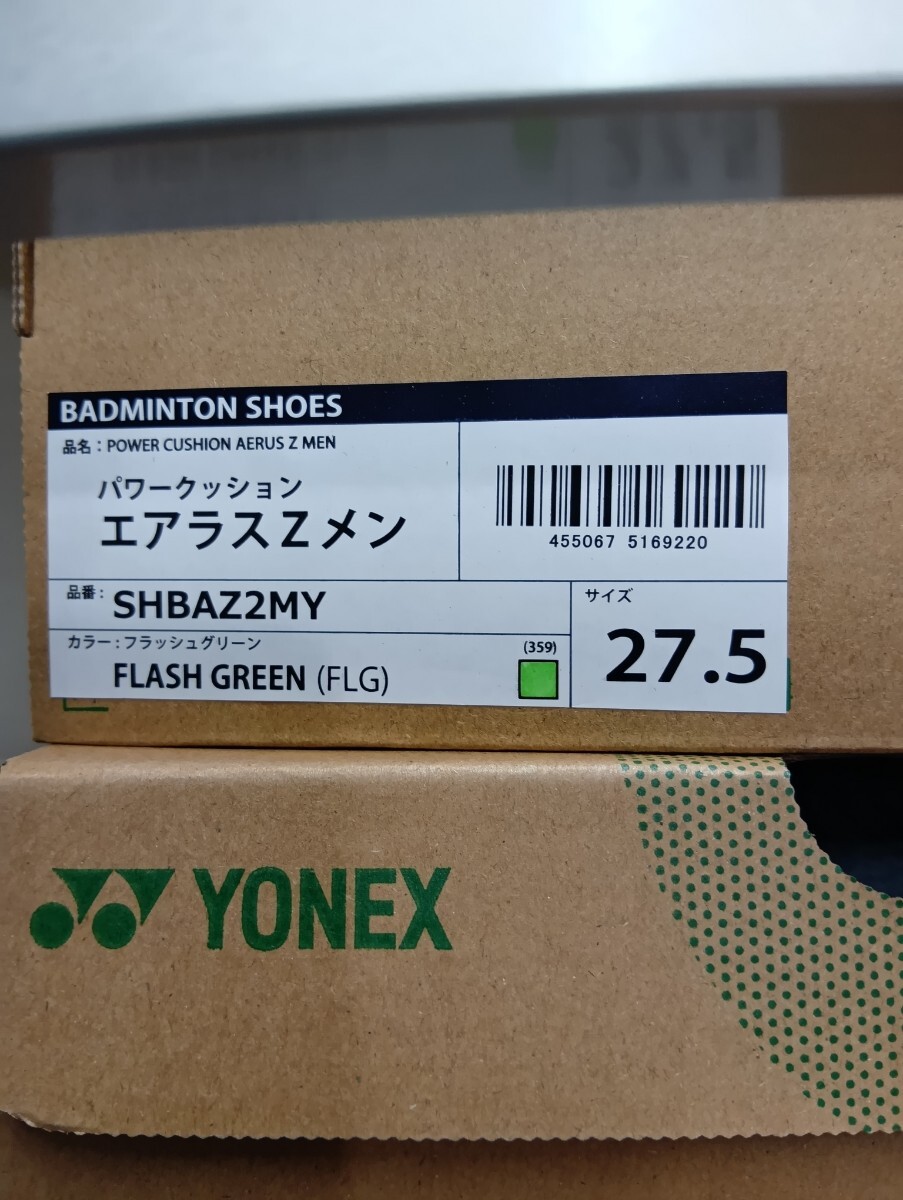 BADMINTON SHOES
品名：POWER CUSHION AERUS Z MEN
パワークッション
エアラスZメン
455067 5169220
品番：SHBAZ2MY
サイズ
27.5
カラー：フラッシュグリーン
FLASH GREEN (FLG)
(359)
YONEX